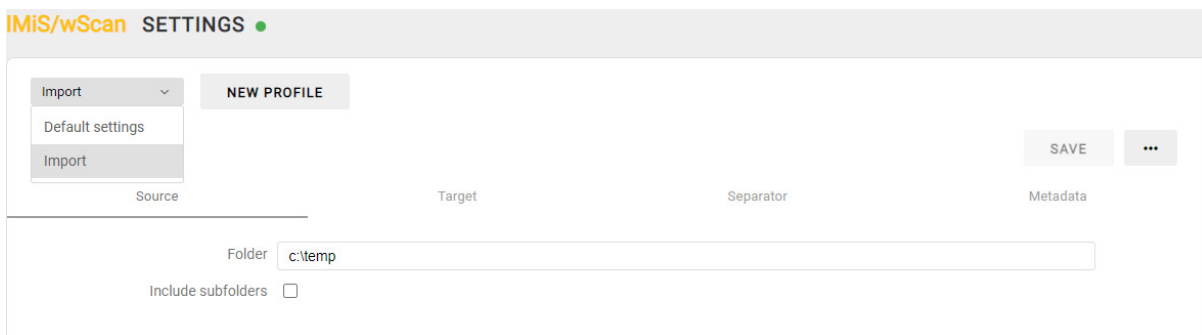 IMiS/wScan SETTINGS
Import NEW PROFILE
Default settings
Import
SAVE ...
Source Target Separator Metadata
Folder c:\temp
Include subfolders